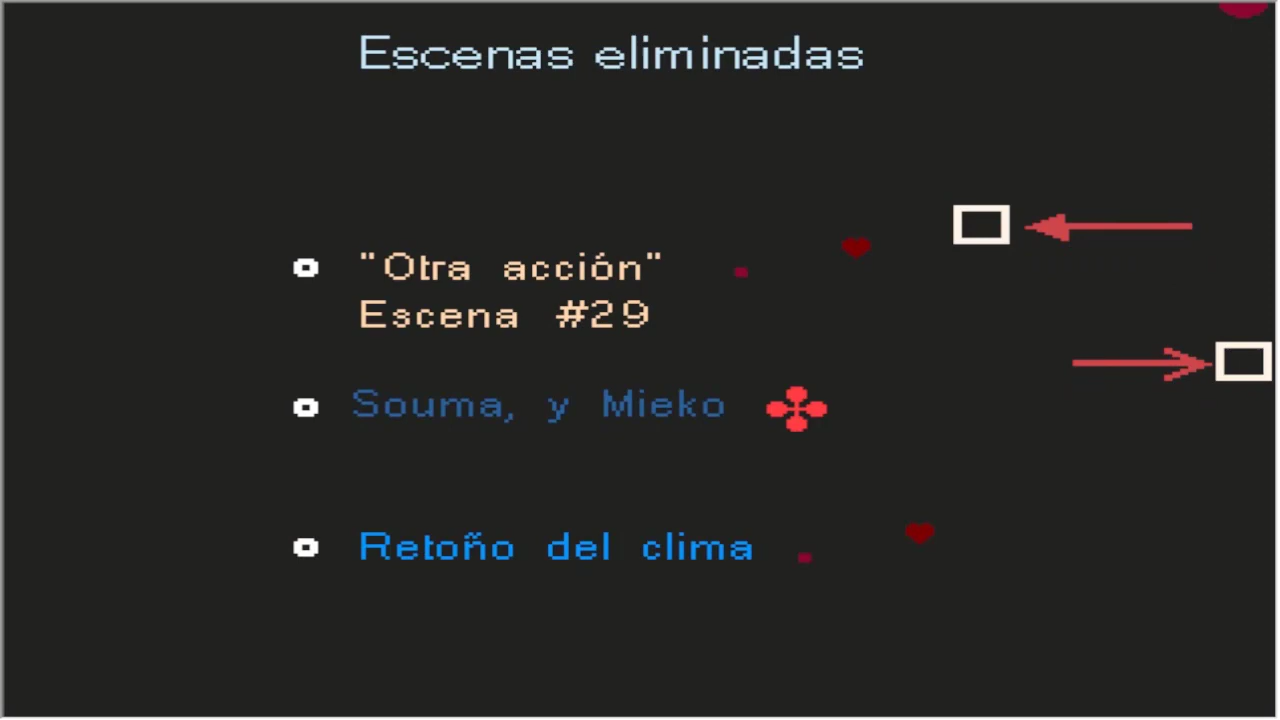 Escenas eliminadas
"Otra acción"
Escena #29
Souma, y Mieko
Retoño del clima